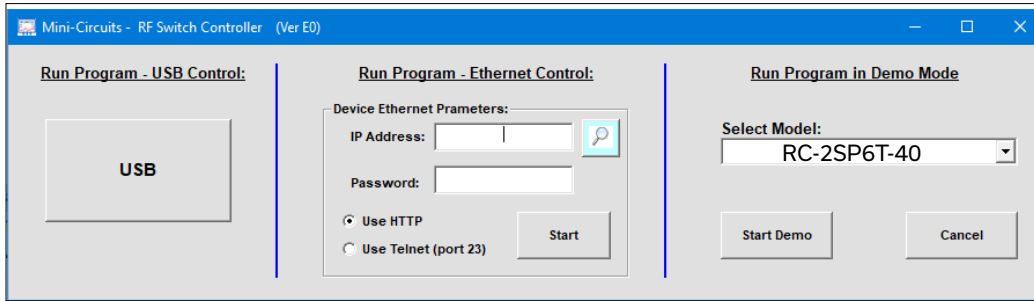 Mini-Circuits - RF Switch Controller (Ver E0)
Run Program - USB Control:
USB
Run Program - Ethernet Control:
Device Ethernet Prameters:
IP Address:
Password:
Use HTTP
Use Telnet (port 23)
Start
Run Program in Demo Mode
Select Model:
RC-2SP6T-40
Start Demo
Cancel